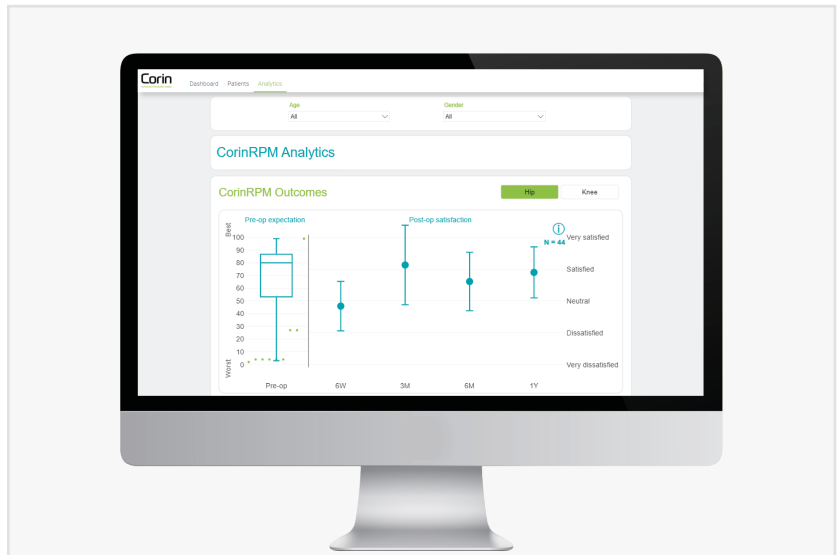 Corin
Dashboard Patients Analytics
Age Gender
All All
CorinRPM Analytics
CorinRPM Outcomes
Hip Knee
Pre-op expectation Post-op satisfaction
Best
N = 44
100 Very satisfied
90
80
70 Satisfied
60
50 Neutral
40
30
20 Dissatisfied
10
0 Very dissatisfied
Worst
Pre-op 6W 3M 6M 1Y